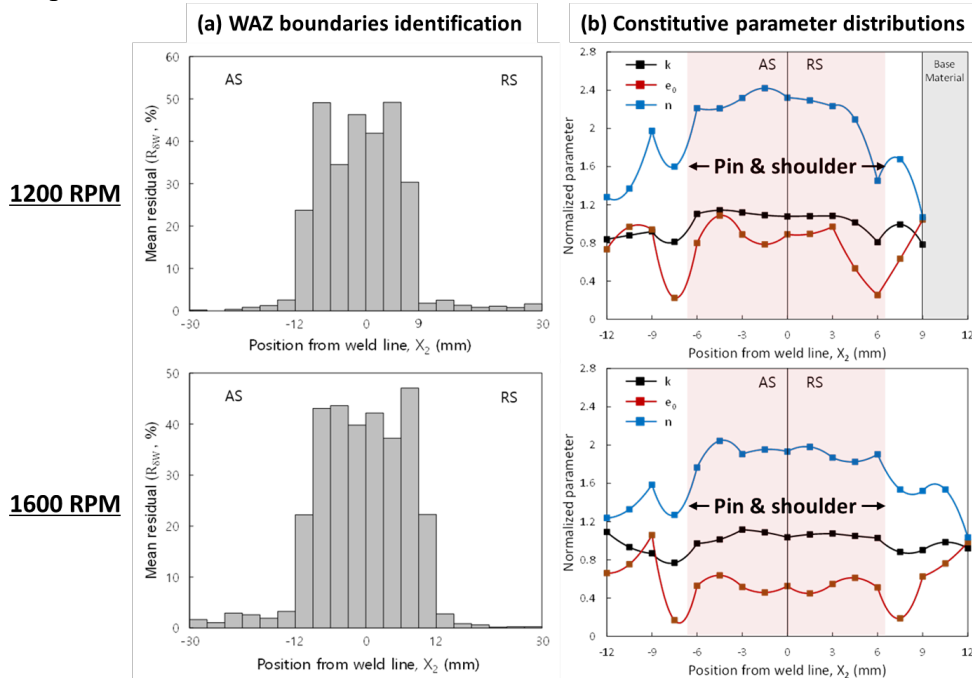 (a) WAZ boundaries identification
(b) Constitutive parameter distributions
1200 RPM
60
50
40
30
20
10
0
Mean residual (R_δW, %)
AS
RS
-30
-12
0
9
30
Position from weld line, X₂ (mm)
2.8
2.4
2
1.6
1.2
0.8
0.4
0
Normalized parameter
k
e₀
n
AS
RS
Base
Material
Pin & shoulder
-12
-9
-6
-3
0
3
6
9
12
Position from weld line, X₂ (mm)
1600 RPM
50
40
30
20
10
0
Mean residual (R_δW, %)
AS
RS
-30
-12
0
12
30
Position from weld line, X₂ (mm)
2.8
2.4
2
1.6
1.2
0.8
0.4
0
Normalized parameter
k
e₀
n
AS
RS
Pin & shoulder
-12
-9
-6
-3
0
3
6
9
12
Position from weld line, X₂ (mm)